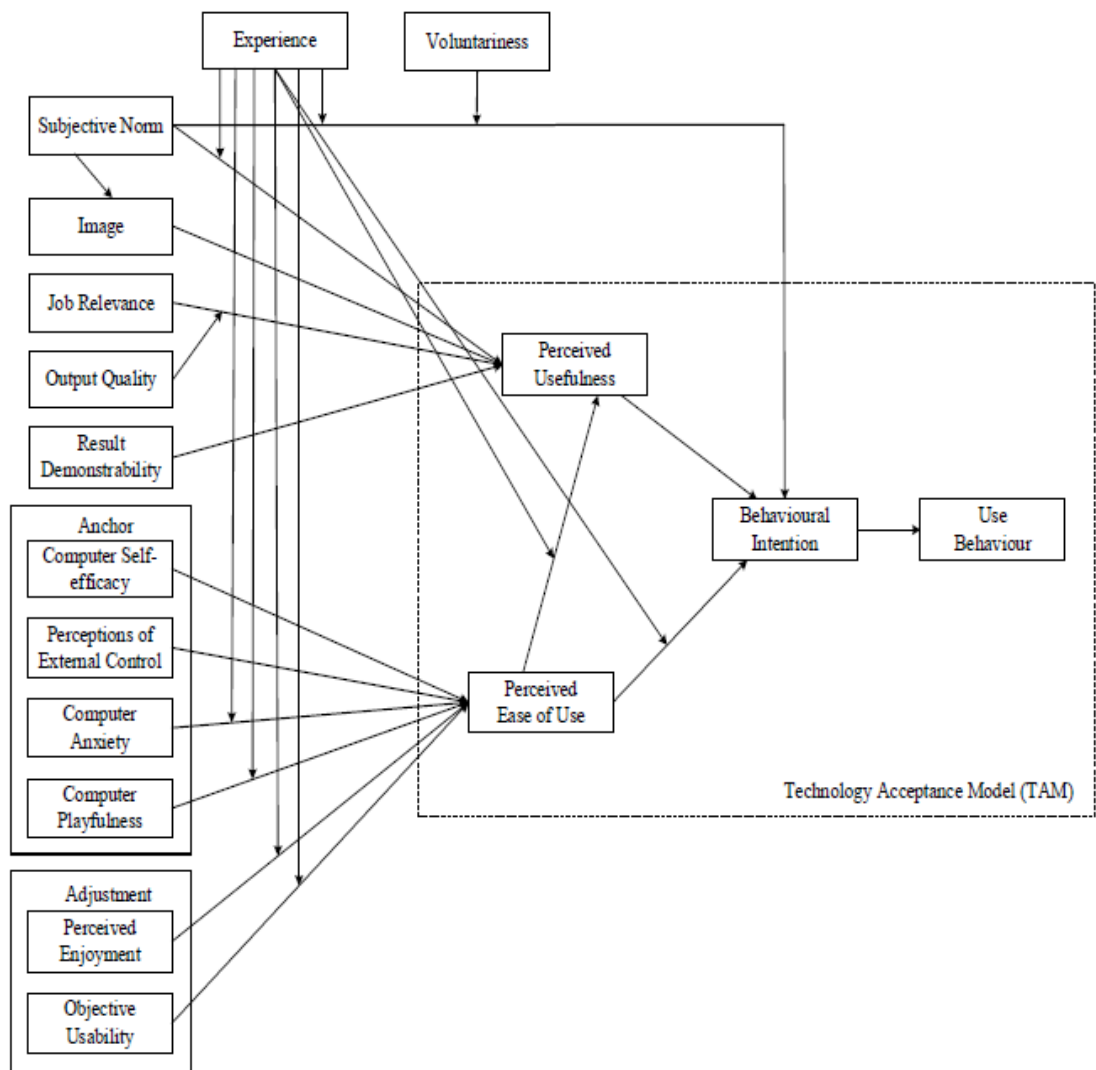 Experience
Voluntariness
Subjective Norm
Image
Job Relevance
Output Quality
Result
Demonstrability
Perceived
Usefulness
Anchor
Computer Self-
efficacy
Perceptions of
External Control
Computer
Anxiety
Computer
Playfulness
Behavioural
Intention
Use
Behaviour
Perceived
Ease of Use
Technology Acceptance Model (TAM)
Adjustment
Perceived
Enjoyment
Objective
Usability